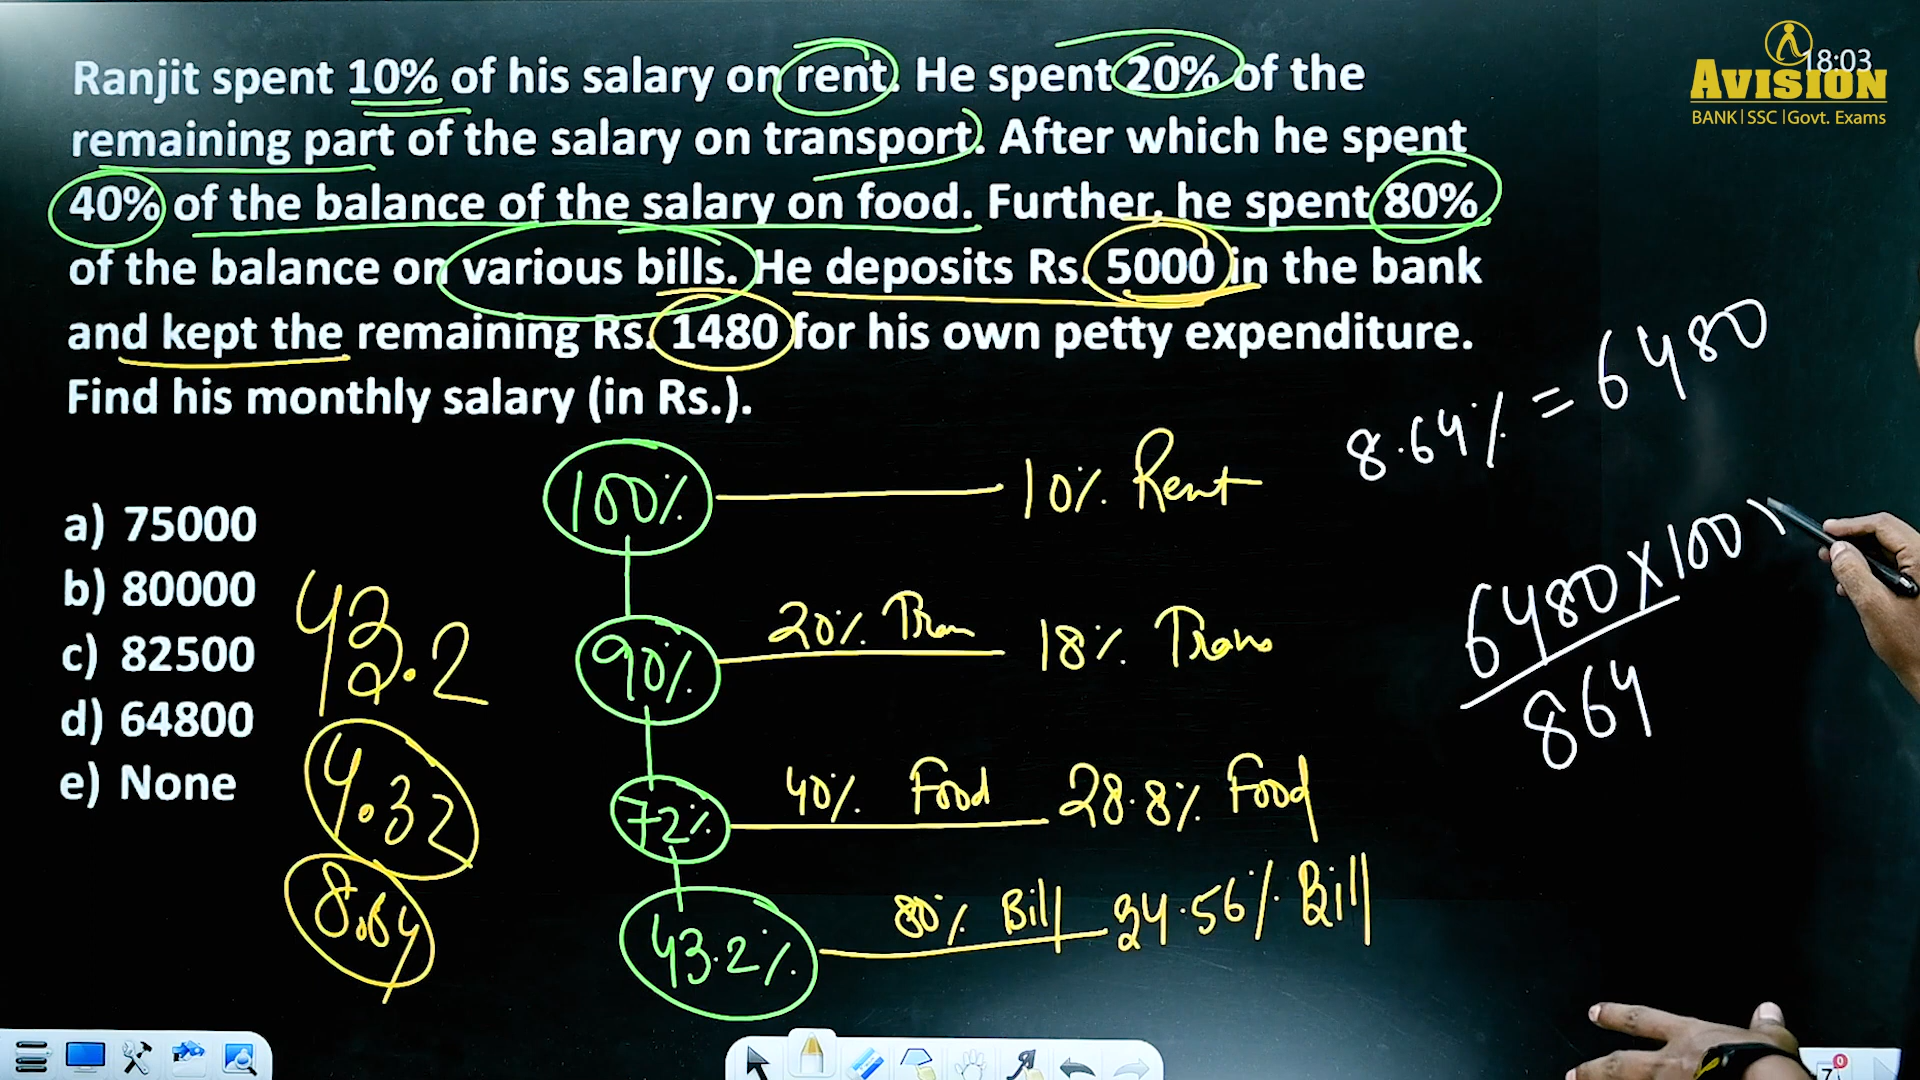 18:03
AVISION
BANK | SSC | Govt. Exams
Ranjit spent 10% of his salary on rent. He spent 20% of the
remaining part of the salary on transport. After which he spent
40% of the balance of the salary on food. Further, he spent 80%
of the balance on various bills. He deposits Rs. 5000 in the bank
and kept the remaining Rs. 1480 for his own petty expenditure.
Find his monthly salary (in Rs.).
8.64% = 6480
a) 75000
b) 80000
c) 82500
d) 64800
e) None
43.2
4.32
8.64
100% 10% Rent
90% 20% Tran 18% Trans
72% 40% Food 28.8% Food
43.2% 80% Bill 34.56% Bill
6480 x 100
864